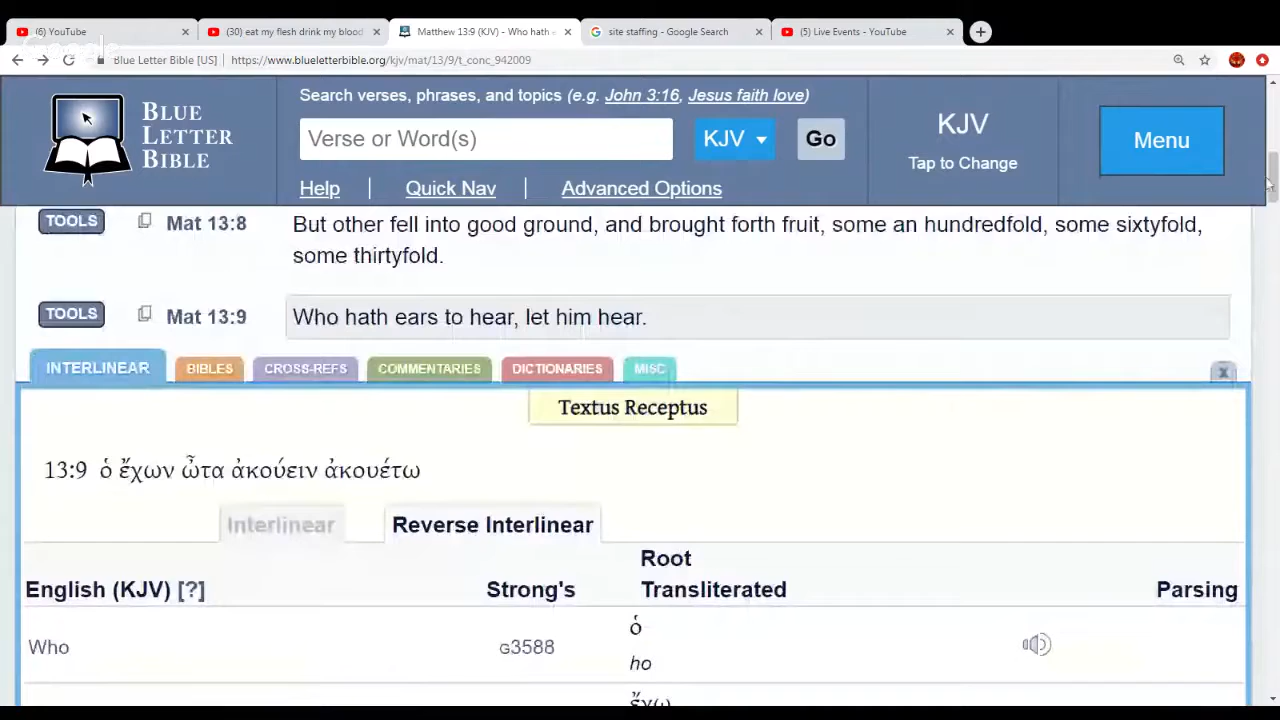 (6) YouTube
(30) eat my flesh drink my blood
Matthew 13:9 (KJV) - Who hath e
site staffing - Google Search
(5) Live Events - YouTube
Google
Blue Letter Bible [US]
https://www.blueletterbible.org/kjv/mat/13/9/t_conc_942009
BLUE
LETTER
BIBLE
Search verses, phrases, and topics (e.g. John 3:16, Jesus faith love)
Verse or Word(s)
KJV
Go
Help | Quick Nav | Advanced Options
KJV
Tap to Change
Menu
TOOLS Mat 13:8 But other fell into good ground, and brought forth fruit, some an hundredfold, some sixtyfold,
some thirtyfold.
TOOLS Mat 13:9 Who hath ears to hear, let him hear.
INTERLINEAR BIBLES CROSS-REFS COMMENTARIES DICTIONARIES MISC x
Textus Receptus
13:9 ὁ ἔχων ὦτα ἀκούειν ἀκουέτω
Interlinear Reverse Interlinear
English (KJV) [?] Strong's Root Transliterated Parsing
Who G3588 ὁ
ho
ἔχω